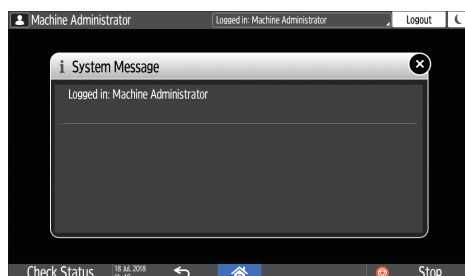 Machine Administrator
Logged in: Machine Administrator
Logout
i System Message
Logged in: Machine Administrator
Check Status
18 Jul. 2018
Stop